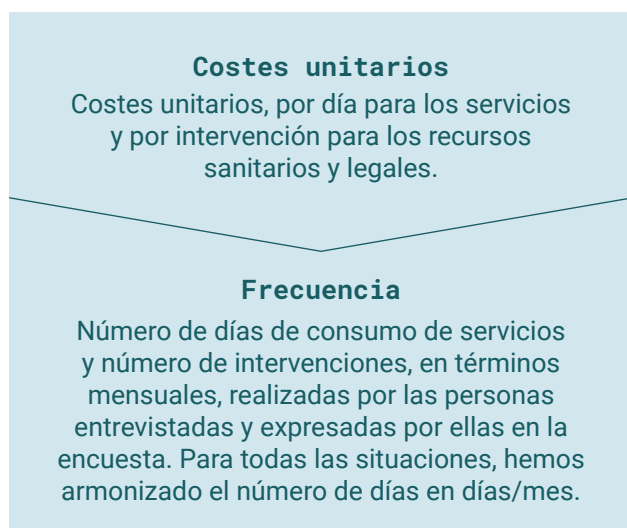 Costes unitarios
Costes unitarios, por día para los servicios
y por intervención para los recursos
sanitarios y legales.
Frecuencia
Número de días de consumo de servicios
y número de intervenciones, en términos
mensuales, realizadas por las personas
entrevistadas y expresadas por ellas en la
encuesta. Para todas las situaciones, hemos
armonizado el número de días en días/mes.